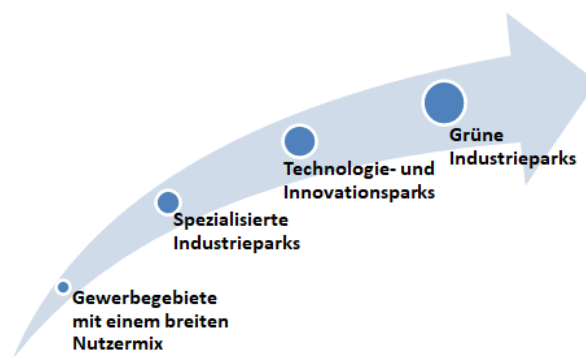 Grüne
Industrieparks
Technologie- und
Innovationsparks
Spezialisierte
Industrieparks
Gewerbegebiete
mit einem breiten
Nutzermix